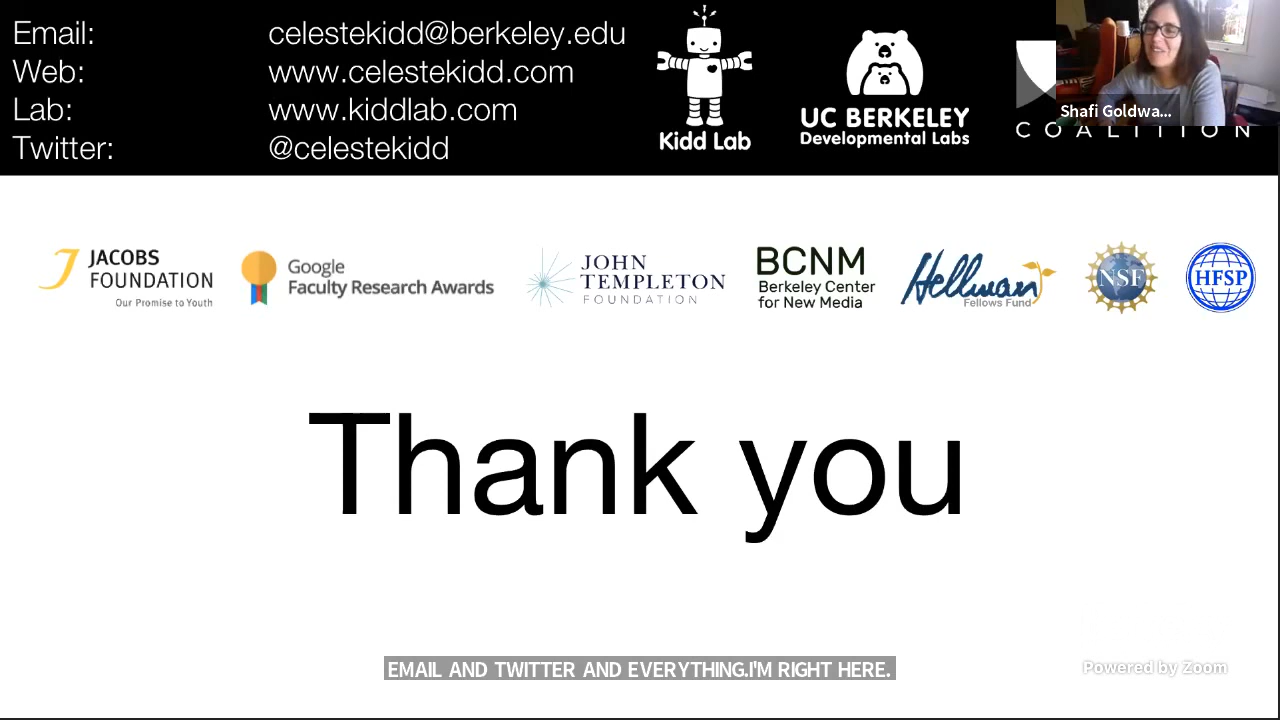 Email: celestekidd@berkeley.edu
Web: www.celestekidd.com
Lab: www.kiddlab.com
Twitter: @celestekidd
Kidd Lab
UC BERKELEY
Developmental Labs
Shafi Goldwa...
COALITION
JACOBS
FOUNDATION
Our Promise to Youth
Google
Faculty Research Awards
JOHN
TEMPLETON
FOUNDATION
BCNM
Berkeley Center
for New Media
Hellman
Fellows Fund
NSF
HFSP
Thank you
EMAIL AND TWITTER AND EVERYTHING.I'M RIGHT HERE.
Powered by Zoom